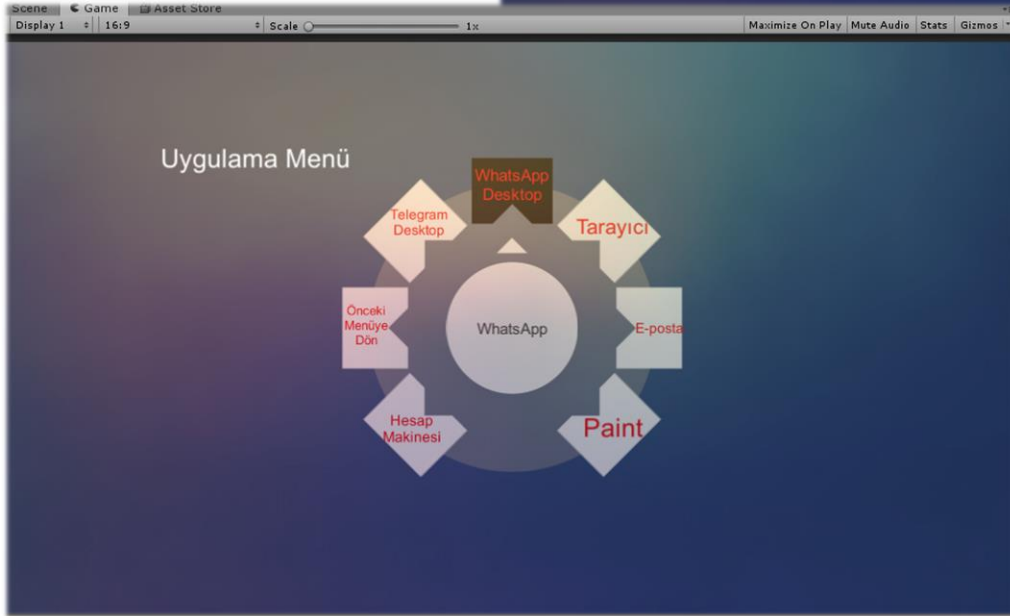 Scene Game Asset Store
Display 1 16:9 Scale 1x Maximize On Play Mute Audio Stats Gizmos
Uygulama Menü
WhatsApp
Desktop
Telegram
Desktop
Tarayıcı
Önceki
Menüye
Dön
WhatsApp
E-posta
Hesap
Makinesi
Paint